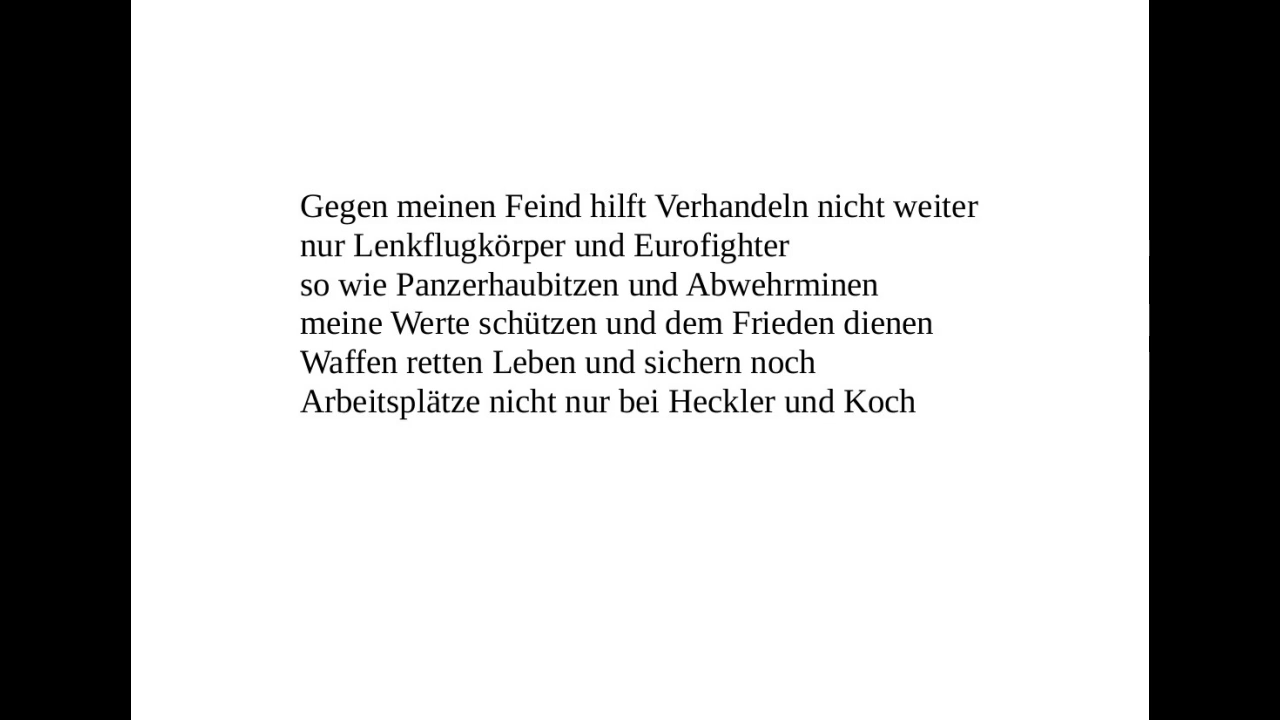 Gegen meinen Feind hilft Verhandeln nicht weiter
nur Lenkflugkörper und Eurofighter
so wie Panzerhaubitzen und Abwehrminen
meine Werte schützen und dem Frieden dienen
Waffen retten Leben und sichern noch
Arbeitsplätze nicht nur bei Heckler und Koch